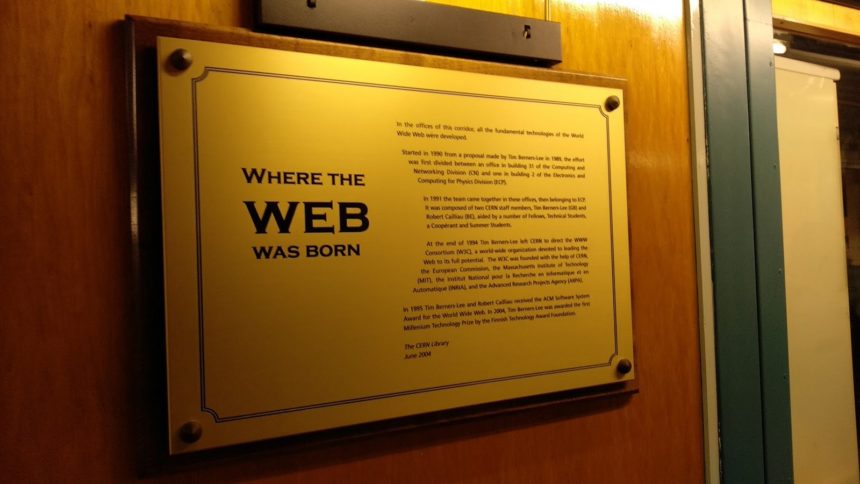 WHERE THE
WEB
WAS BORN
In the offices of this corridor, all the fundamental technologies of the World
Wide Web were developed.
Started in 1990 from a proposal made by Tim Berners-Lee in 1989, the effort
was first divided between an office in building 31 of the Computing and
Networking Division (CN) and one in building 2 of the Electronics and
Computing for Physics Division (ECP).
In 1991 the team came together in these offices, then belonging to ECP.
It was composed of two CERN staff members, Tim Berners-Lee (GB) and
Robert Cailliau (BE), aided by a number of Fellows, Technical Students,
a Coopérant and Summer Students.
At the end of 1994 Tim Berners-Lee left CERN to direct the WWW
Consortium (W3C), a world-wide organization devoted to leading the
Web to its full potential. The W3C was founded with the help of CERN,
the European Commission, the Massachusetts Institute of Technology
(MIT), the Institut National pour la Recherche en Informatique et en
Automatique (INRIA), and the Advanced Research Projects Agency (ARPA).
In 1995 Tim Berners-Lee and Robert Cailliau received the ACM Software System
Award for the World Wide Web. In 2004, Tim Berners-Lee was awarded the first
Millenium Technology Prize by the Finnish Technology Award Foundation.
The CERN Library
June 2004